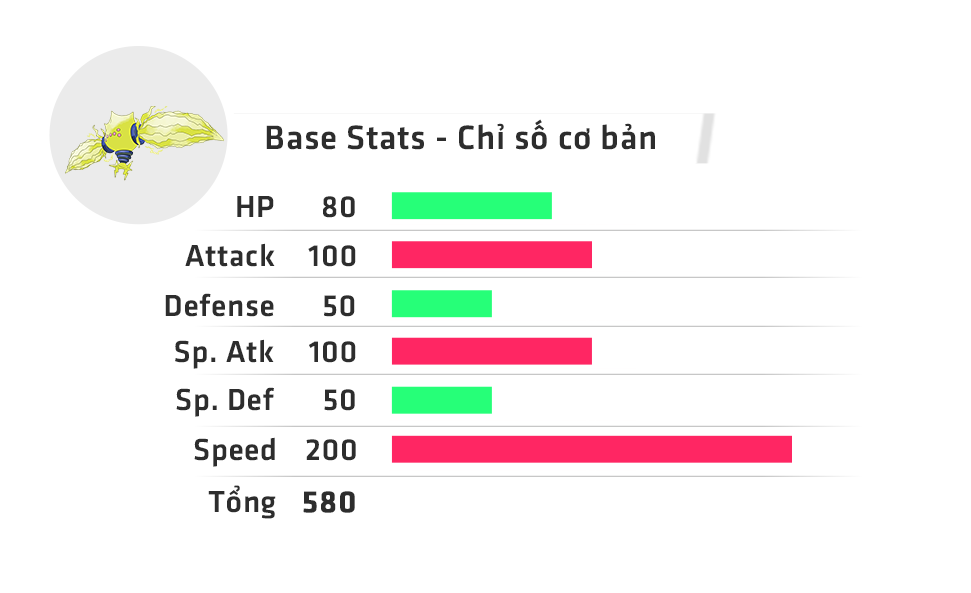 Base Stats - Chỉ số cơ bản
HP 80
Attack 100
Defense 50
Sp. Atk 100
Sp. Def 50
Speed 200
Tổng 580